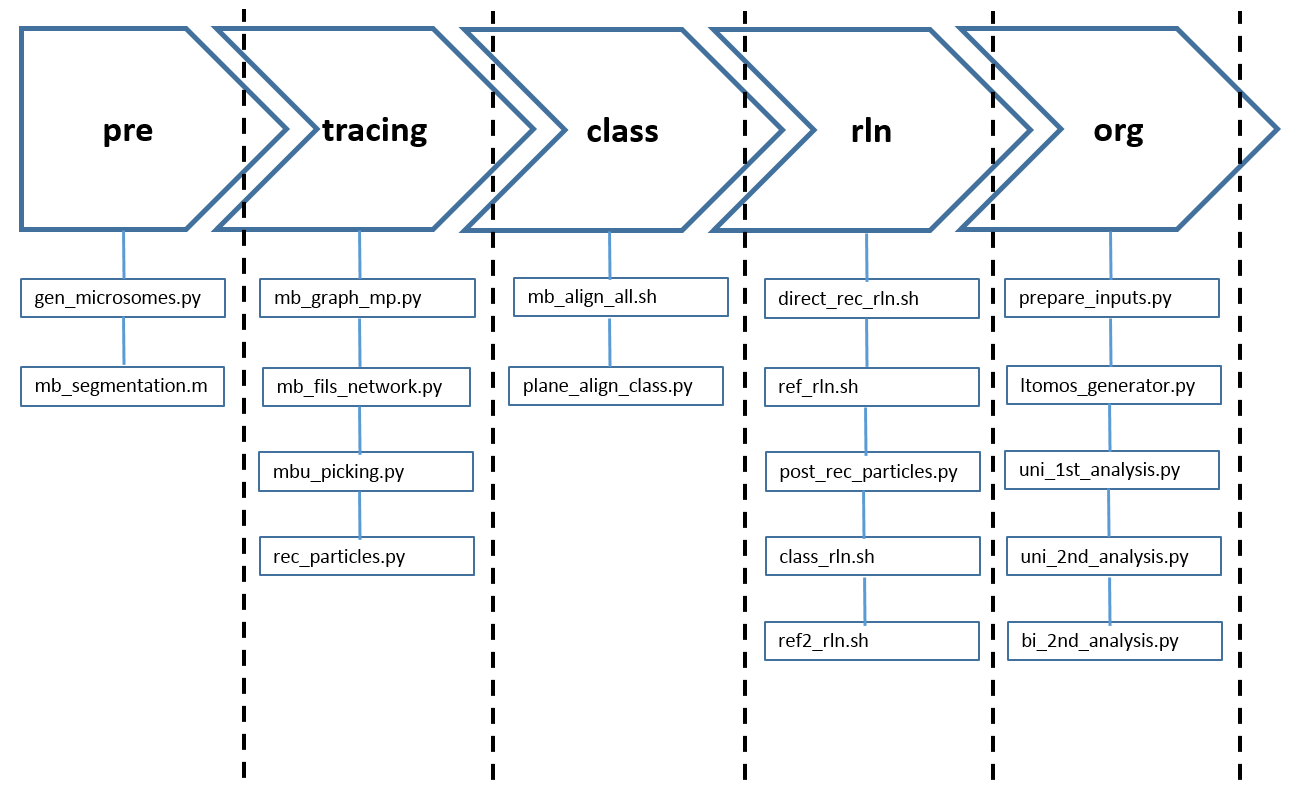 pre
tracing
class
rln
org
gen_microsomes.py
mb_segmentation.m
mb_graph_mp.py
mb_fils_network.py
mbu_picking.py
rec_particles.py
mb_align_all.sh
plane_align_class.py
direct_rec_rln.sh
ref_rln.sh
post_rec_particles.py
class_rln.sh
ref2_rln.sh
prepare_inputs.py
ltomos_generator.py
uni_1st_analysis.py
uni_2nd_analysis.py
bi_2nd_analysis.py